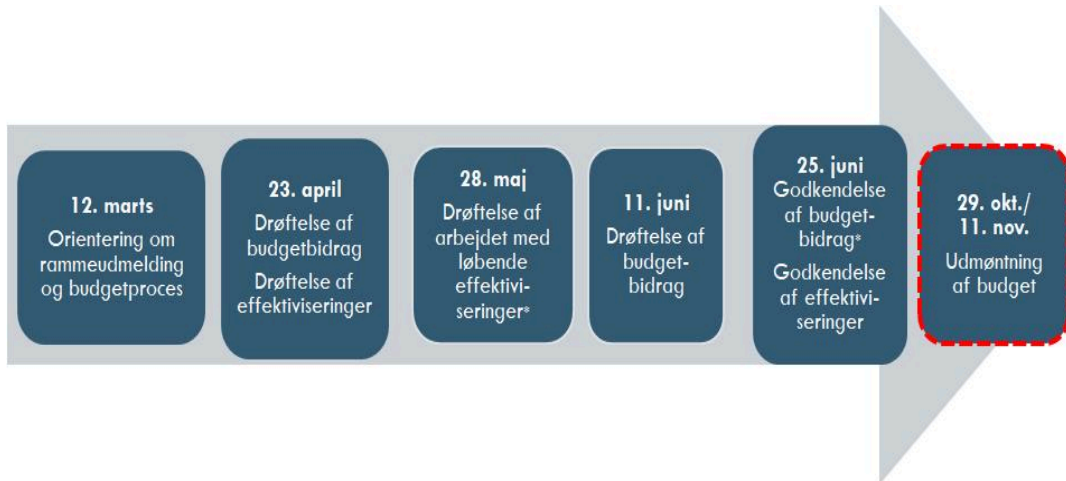 12. marts
Orientering om
rammeudmelding
og budgetproces
23. april
Drøftelse af
budgetbidrag
Drøftelse af
effektiviseringer
28. maj
Drøftelse af
arbejdet med
løbende
effektivi-
seringer*
11. juni
Drøftelse af
budget-
bidrag
25. juni
Godkendelse
af budget-
bidrag*
Godkendelse
af effektivi-
seringer
29. okt./
11. nov.
Udmøntning
af budget